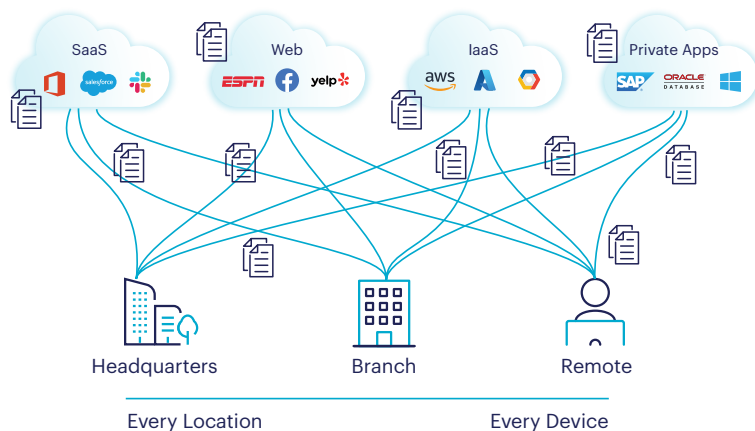 SaaS
Web
IaaS
Private Apps
salesforce
ESPN
yelp
aws
SAP
ORACLE
DATABASE
Headquarters
Branch
Remote
Every Location
Every Device